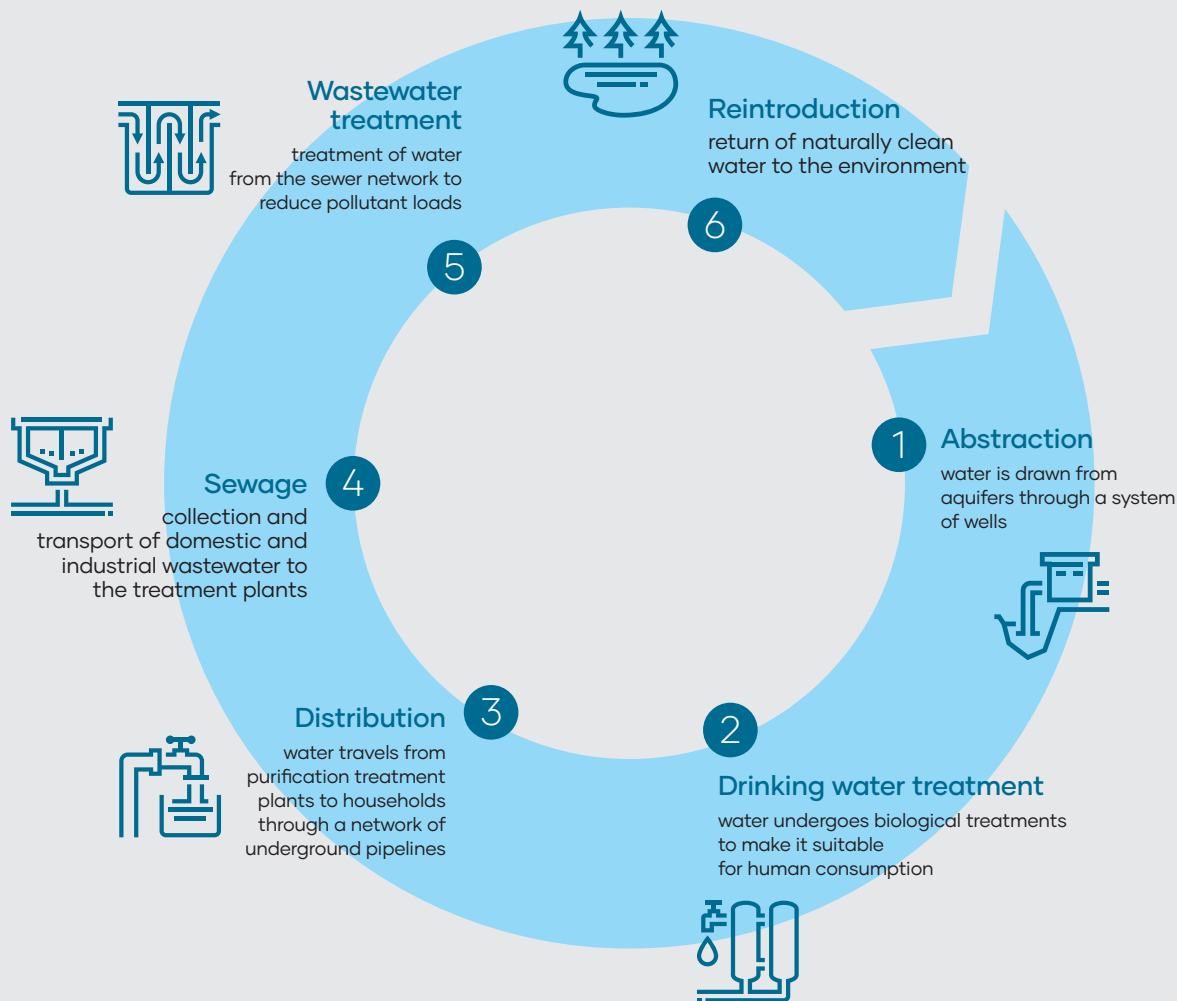 1
Abstraction
water is drawn from
aquifers through a system
of wells
2
Drinking water treatment
water undergoes biological treatments
to make it suitable
for human consumption
3
Distribution
water travels from
purification treatment
plants to households
through a network of
underground pipelines
4
Sewage
collection and
transport of domestic and
industrial wastewater to
the treatment plants
5
Wastewater
treatment
treatment of water
from the sewer network to
reduce pollutant loads
6
Reintroduction
return of naturally clean
water to the environment